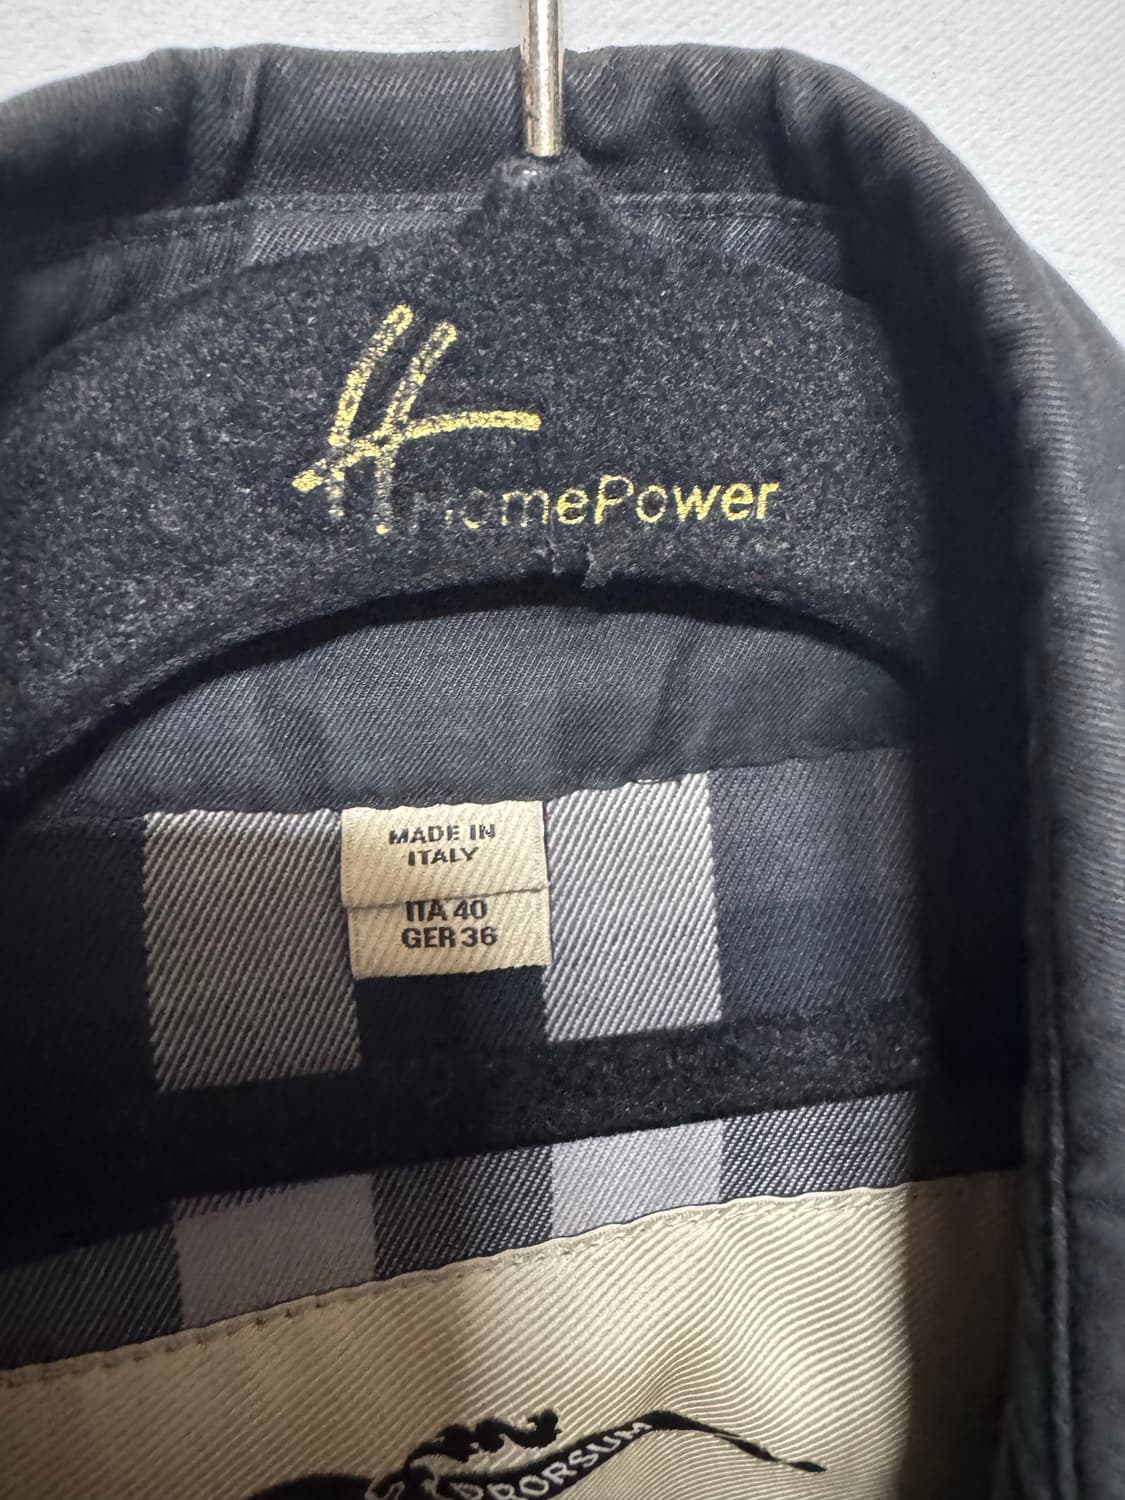 HomePower
MADE IN
ITALY
ITA 40
GER 36
PRORSUM